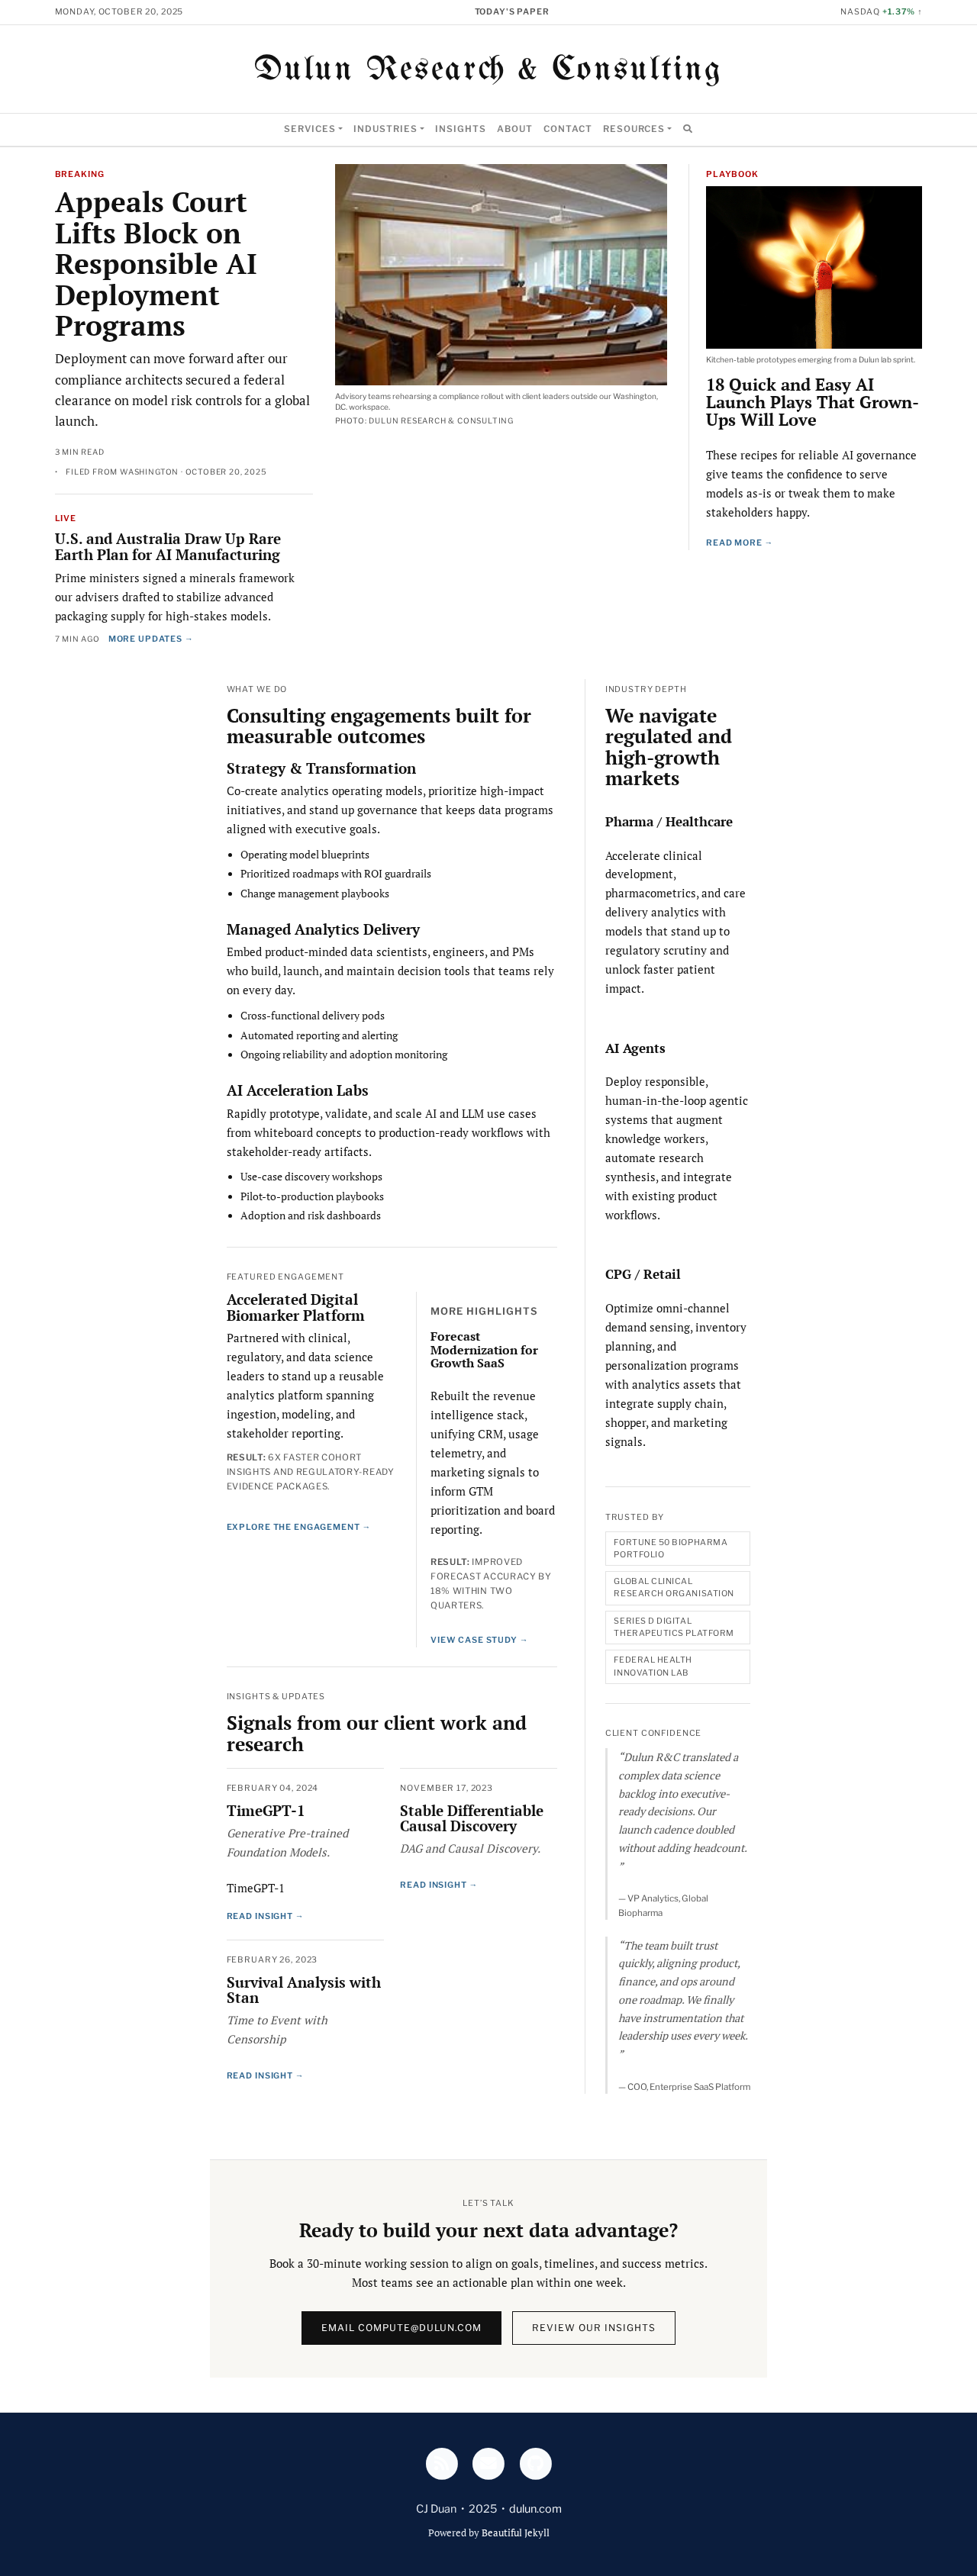 MONDAY, OCTOBER 20, 2025
TODAY'S PAPER
NASDAQ +1.37% ↑
Dulun Research & Consulting
SERVICES
INDUSTRIES
INSIGHTS
ABOUT
CONTACT
RESOURCES
BREAKING
Appeals Court
Lifts Block on
Responsible AI
Deployment
Programs
Deployment can move forward after our
compliance architects secured a federal
clearance on model risk controls for a global
launch.
3 MIN READ
• FILED FROM WASHINGTON · OCTOBER 20, 2025
LIVE
U.S. and Australia Draw Up Rare
Earth Plan for AI Manufacturing
Prime ministers signed a minerals framework
our advisers drafted to stabilize advanced
packaging supply for high-stakes models.
7 MIN AGO MORE UPDATES →
Advisory teams rehearsing a compliance rollout with client leaders outside our Washington,
D.C. workspace.
PHOTO: DULUN RESEARCH & CONSULTING
PLAYBOOK
Kitchen-table prototypes emerging from a Dulun lab sprint.
18 Quick and Easy AI
Launch Plays That Grown-
Ups Will Love
These recipes for reliable AI governance
give teams the confidence to serve
models as-is or tweak them to make
stakeholders happy.
READ MORE →
WHAT WE DO
Consulting engagements built for
measurable outcomes
Strategy & Transformation
Co-create analytics operating models, prioritize high-impact
initiatives, and stand up governance that keeps data programs
aligned with executive goals.
• Operating model blueprints
• Prioritized roadmaps with ROI guardrails
• Change management playbooks
Managed Analytics Delivery
Embed product-minded data scientists, engineers, and PMs
who build, launch, and maintain decision tools that teams rely
on every day.
• Cross-functional delivery pods
• Automated reporting and alerting
• Ongoing reliability and adoption monitoring
AI Acceleration Labs
Rapidly prototype, validate, and scale AI and LLM use cases
from whiteboard concepts to production-ready workflows with
stakeholder-ready artifacts.
• Use-case discovery workshops
• Pilot-to-production playbooks
• Adoption and risk dashboards
FEATURED ENGAGEMENT
Accelerated Digital
Biomarker Platform
Partnered with clinical,
regulatory, and data science
leaders to stand up a reusable
analytics platform spanning
ingestion, modeling, and
stakeholder reporting.
RESULT: 6X FASTER COHORT
INSIGHTS AND REGULATORY-READY
EVIDENCE PACKAGES.
EXPLORE THE ENGAGEMENT →
MORE HIGHLIGHTS
Forecast
Modernization for
Growth SaaS
Rebuilt the revenue
intelligence stack,
unifying CRM, usage
telemetry, and
marketing signals to
inform GTM
prioritization and board
reporting.
RESULT: IMPROVED
FORECAST ACCURACY BY
18% WITHIN TWO
QUARTERS.
VIEW CASE STUDY →
INSIGHTS & UPDATES
Signals from our client work and
research
FEBRUARY 04, 2024
TimeGPT-1
Generative Pre-trained
Foundation Models.
TimeGPT-1
READ INSIGHT →
NOVEMBER 17, 2023
Stable Differentiable
Causal Discovery
DAG and Causal Discovery.
READ INSIGHT →
FEBRUARY 26, 2023
Survival Analysis with
Stan
Time to Event with
Censorship
READ INSIGHT →
INDUSTRY DEPTH
We navigate
regulated and
high-growth
markets
Pharma / Healthcare
Accelerate clinical
development,
pharmacometrics, and care
delivery analytics with
models that stand up to
regulatory scrutiny and
unlock faster patient
impact.
AI Agents
Deploy responsible,
human-in-the-loop agentic
systems that augment
knowledge workers,
automate research
synthesis, and integrate
with existing product
workflows.
CPG / Retail
Optimize omni-channel
demand sensing, inventory
planning, and
personalization programs
with analytics assets that
integrate supply chain,
shopper, and marketing
signals.
TRUSTED BY
FORTUNE 50 BIOPHARMA
PORTFOLIO
GLOBAL CLINICAL
RESEARCH ORGANISATION
SERIES D DIGITAL
THERAPEUTICS PLATFORM
FEDERAL HEALTH
INNOVATION LAB
CLIENT CONFIDENCE
“Dulun R&C translated a
complex data science
backlog into executive-
ready decisions. Our
launch cadence doubled
without adding headcount.
”
— VP Analytics, Global
Biopharma
“The team built trust
quickly, aligning product,
finance, and ops around
one roadmap. We finally
have instrumentation that
leadership uses every week.
”
— COO, Enterprise SaaS Platform
LET'S TALK
Ready to build your next data advantage?
Book a 30-minute working session to align on goals, timelines, and success metrics.
Most teams see an actionable plan within one week.
EMAIL COMPUTE@DULUN.COM
REVIEW OUR INSIGHTS
CJ Duan • 2025 • dulun.com
Powered by Beautiful Jekyll